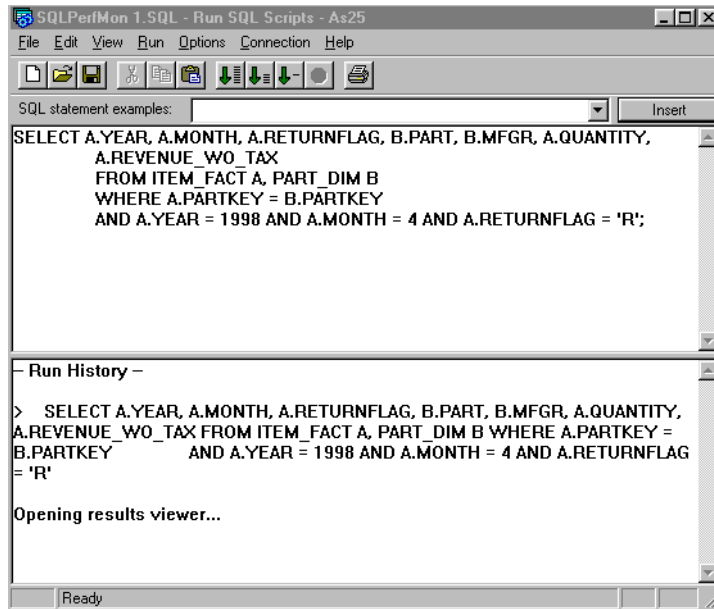 SQLPerfMon 1.SQL - Run SQL Scripts - As25
File Edit View Run Options Connection Help
SQL statement examples: Insert
SELECT A.YEAR, A.MONTH, A.RETURNFLAG, B.PART, B.MFGR, A.QUANTITY,
A.REVENUE_WO_TAX
FROM ITEM_FACT A, PART_DIM B
WHERE A.PARTKEY = B.PARTKEY
AND A.YEAR = 1998 AND A.MONTH = 4 AND A.RETURNFLAG = 'R';
– Run History –
> SELECT A.YEAR, A.MONTH, A.RETURNFLAG, B.PART, B.MFGR, A.QUANTITY,
A.REVENUE_WO_TAX FROM ITEM_FACT A, PART_DIM B WHERE A.PARTKEY =
B.PARTKEY AND A.YEAR = 1998 AND A.MONTH = 4 AND A.RETURNFLAG
= 'R'
Opening results viewer...
Ready